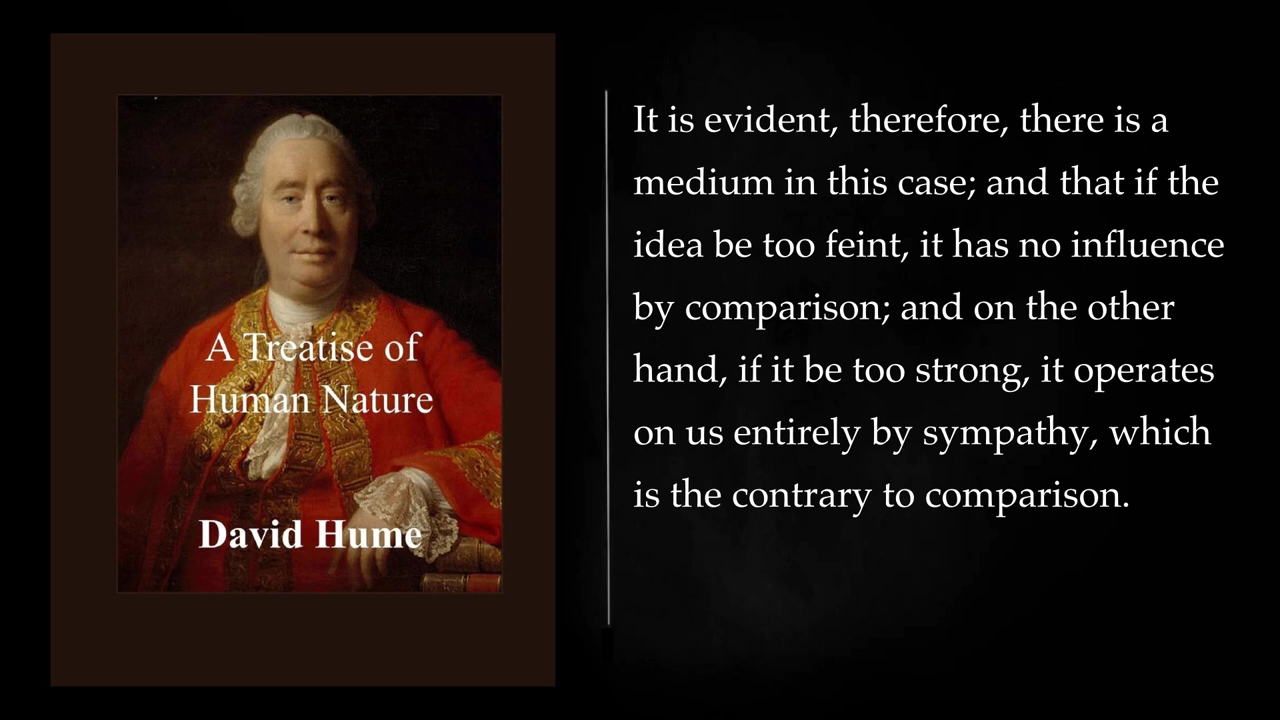 A Treatise of
Human Nature
David Hume
It is evident, therefore, there is a
medium in this case; and that if the
idea be too feint, it has no influence
by comparison; and on the other
hand, if it be too strong, it operates
on us entirely by sympathy, which
is the contrary to comparison.